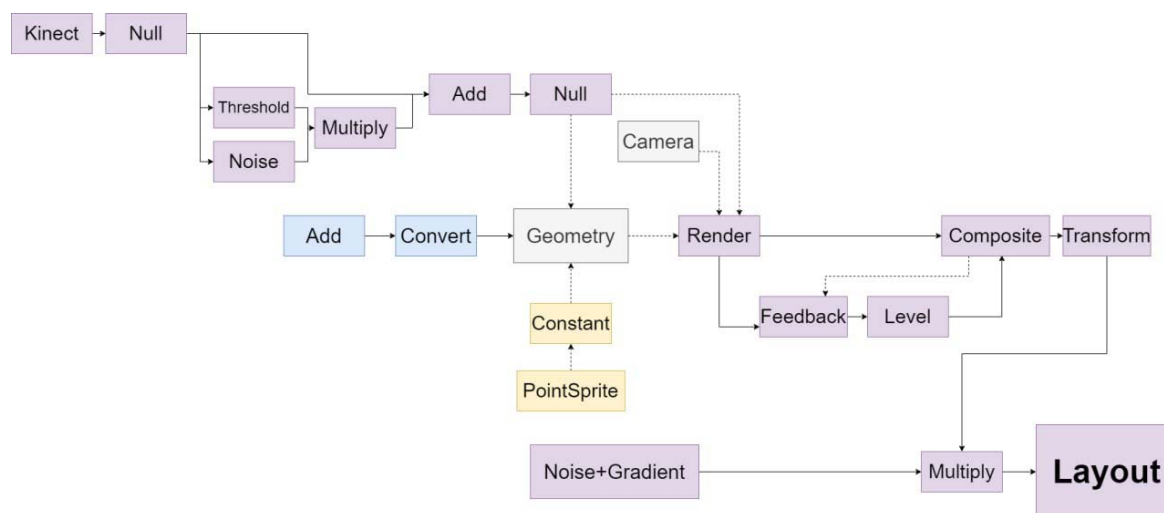 Kinect
Null
Threshold
Noise
Multiply
Add
Null
Camera
Add
Convert
Geometry
Render
Composite
Transform
Feedback
Level
Constant
PointSprite
Noise+Gradient
Multiply
Layout